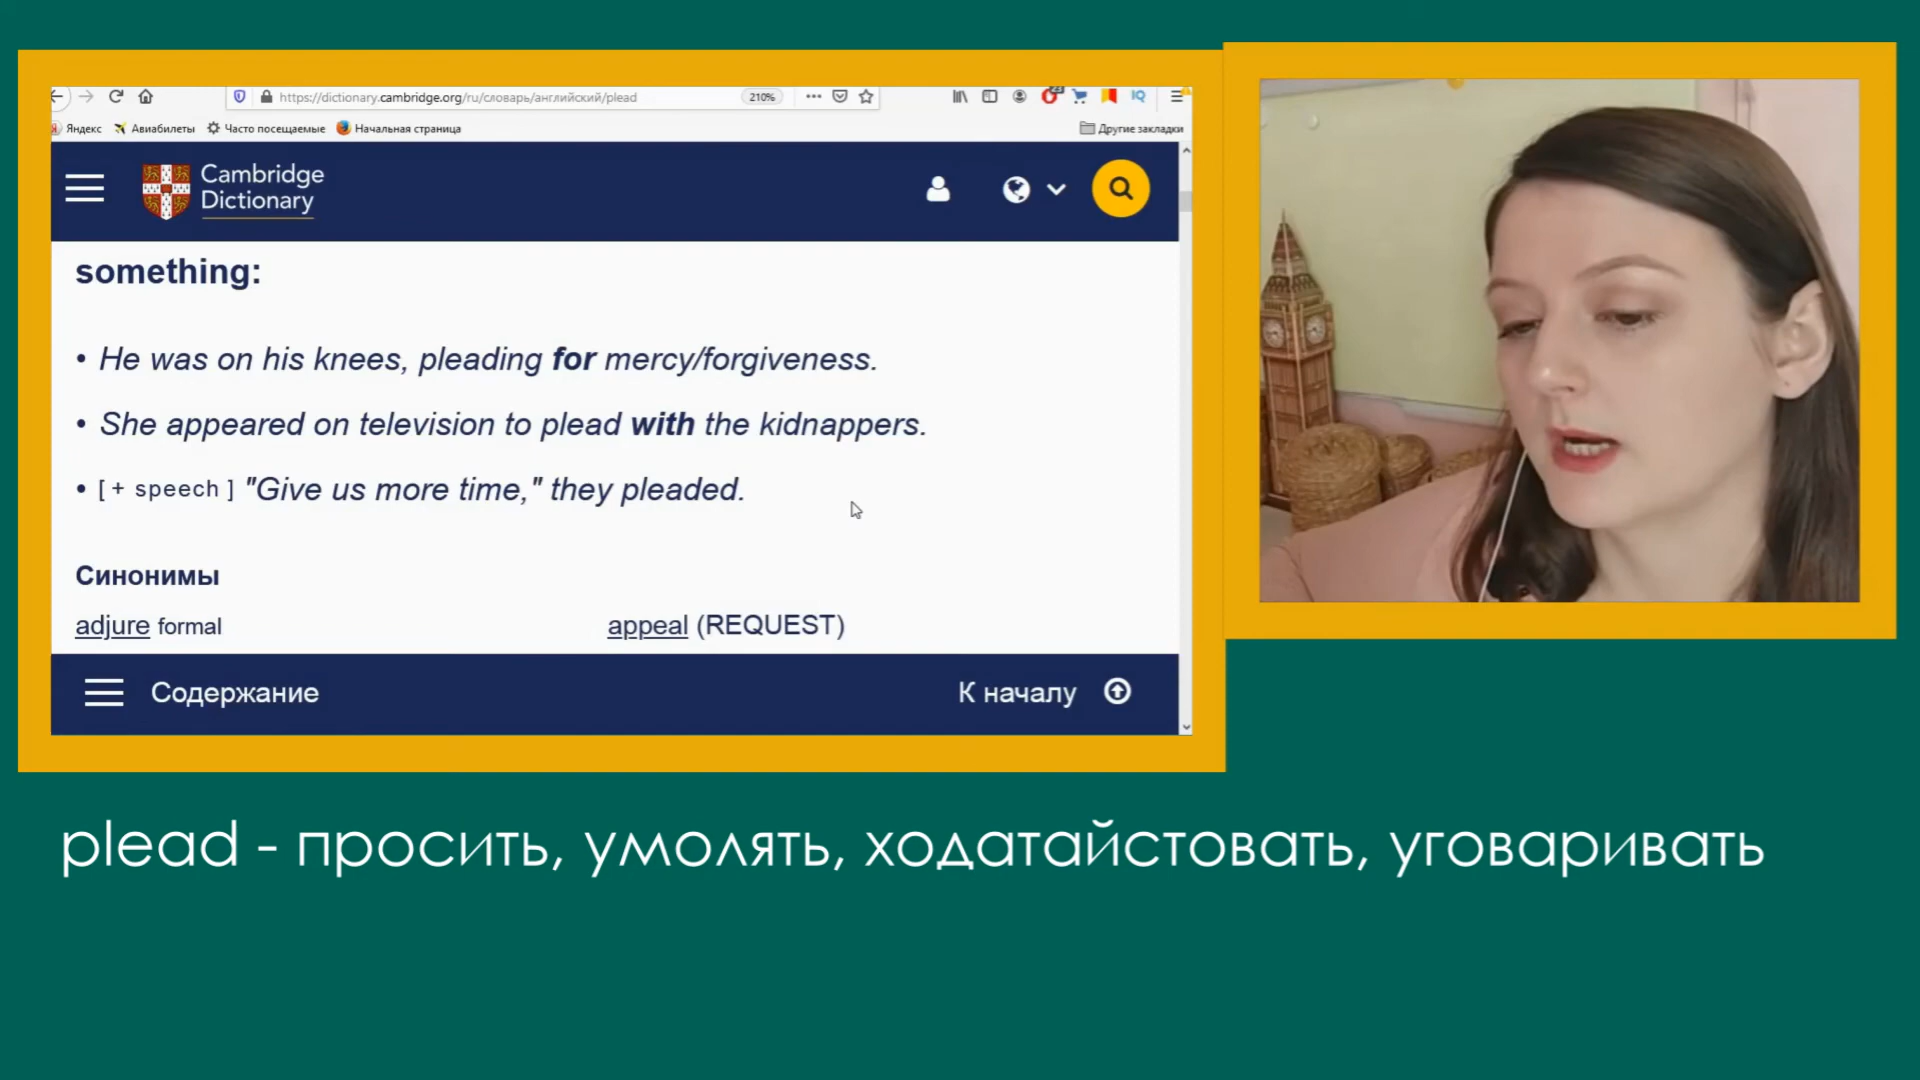 https://dictionary.cambridge.org/ru/словарь/английский/plead
210%
Яндекс
Авиабилеты
Часто посещаемые
Начальная страница
Другие закладки
Cambridge
Dictionary
something:
• He was on his knees, pleading for mercy/forgiveness.
• She appeared on television to plead with the kidnappers.
• [ + speech ] "Give us more time," they pleaded.
Синонимы
adjure formal
appeal (REQUEST)
Содержание
К началу
plead - просить, умолять, ходатайстовать, уговаривать